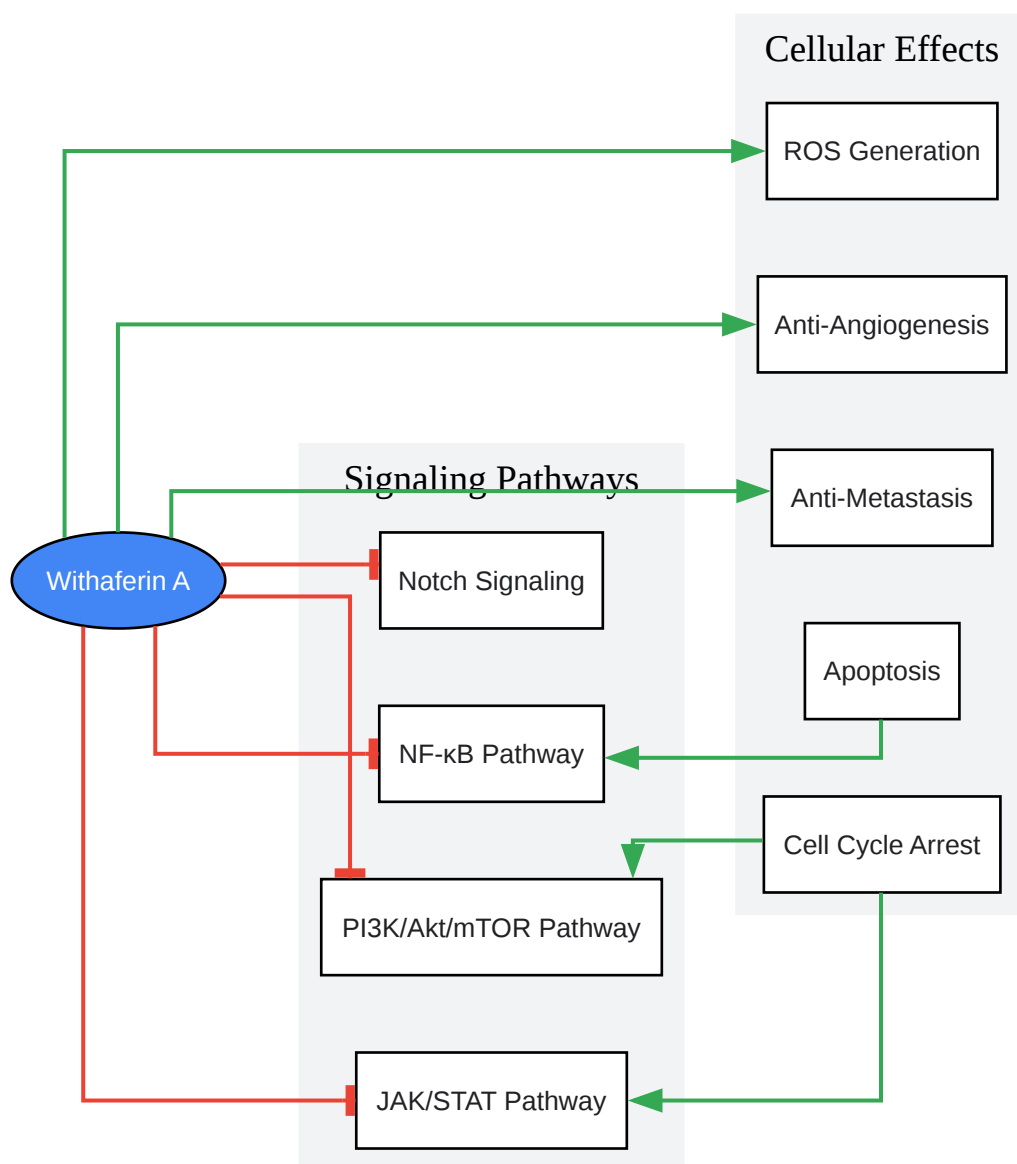 Cellular Effects
ROS Generation
Anti-Angiogenesis
Anti-Metastasis
Signaling Pathways
Withaferin A
Notch Signaling
Apoptosis
NF-κB Pathway
Cell Cycle Arrest
PI3K/Akt/mTOR Pathway
JAK/STAT Pathway